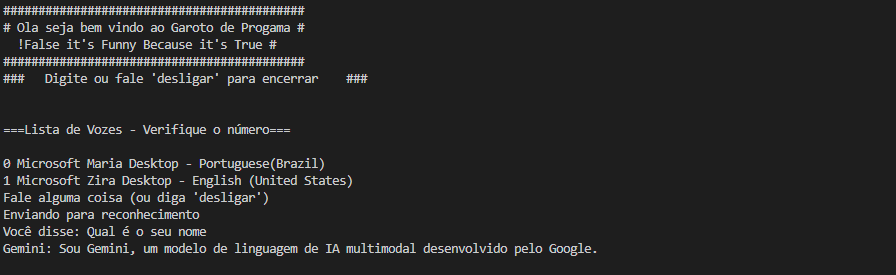 ###########################################
# Ola seja bem vindo ao Garoto de Progama #
!False it's Funny Because it's True #
###########################################
### Digite ou fale 'desligar' para encerrar ###
===Lista de Vozes - Verifique o número===
0 Microsoft Maria Desktop - Portuguese(Brazil)
1 Microsoft Zira Desktop - English (United States)
Fale alguma coisa (ou diga 'desligar')
Enviando para reconhecimento
Você disse: Qual é o seu nome
Gemini: Sou Gemini, um modelo de linguagem de IA multimodal desenvolvido pelo Google.